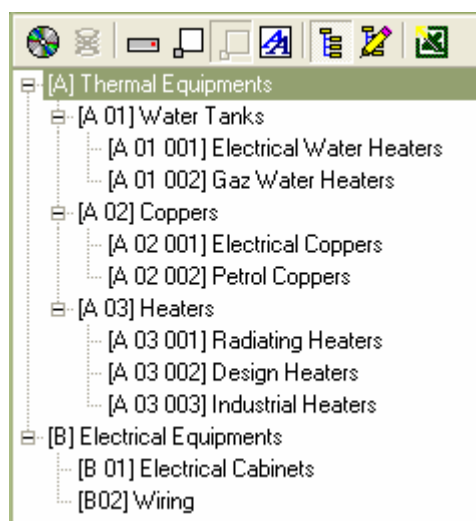 [A] Thermal Equipments
[A 01] Water Tanks
[A 01 001] Electrical Water Heaters
[A 01 002] Gaz Water Heaters
[A 02] Coppers
[A 02 001] Electrical Coppers
[A 02 002] Petrol Coppers
[A 03] Heaters
[A 03 001] Radiating Heaters
[A 03 002] Design Heaters
[A 03 003] Industrial Heaters
[B] Electrical Equipments
[B 01] Electrical Cabinets
[B02] Wiring